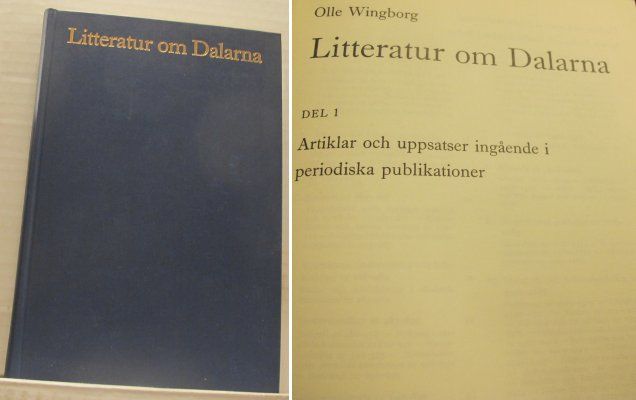 Litteratur om Dalarna
Olle Wingborg
Litteratur om Dalarna
DEL 1
Artiklar och uppsatser ingående i
periodiska publikationer